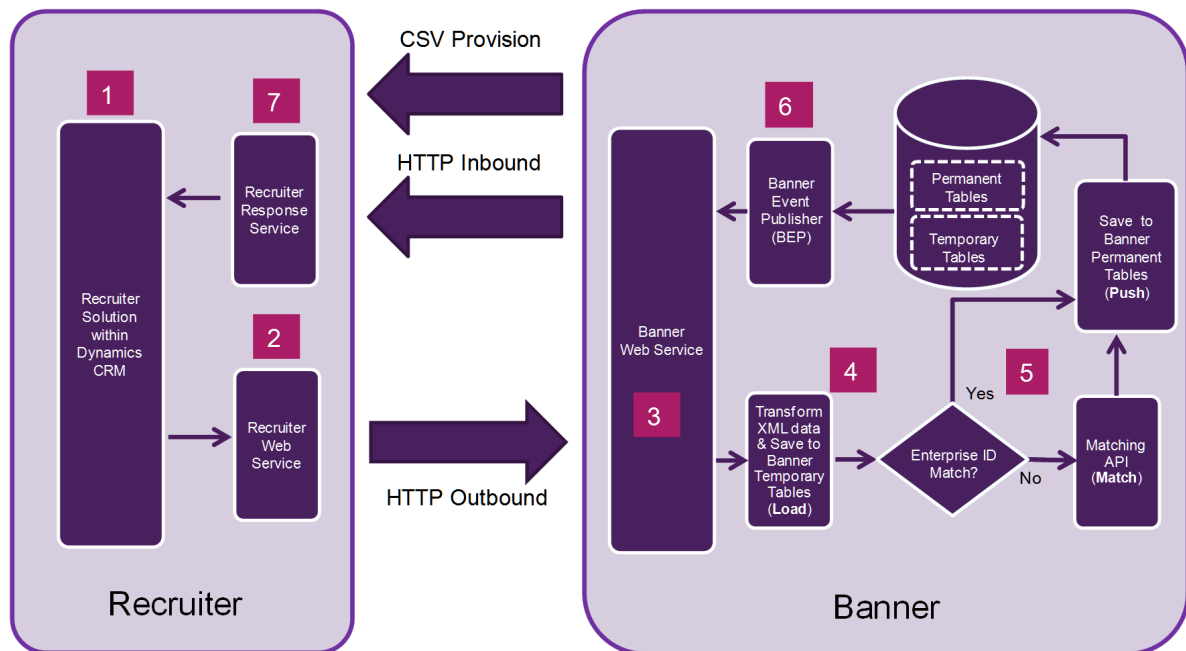 CSV Provision
HTTP Inbound
HTTP Outbound
1
7
Recruiter
Response
Service
Recruiter
Solution
within
Dynamics
CRM
2
Recruiter
Web
Service
Recruiter
6
Banner
Event
Publisher
(BEP)
Permanent
Tables
Temporary
Tables
Save to
Banner
Permanent
Tables
(Push)
Banner
Web Service
3
4
Transform
XML data
& Save to
Banner
Temporary
Tables
(Load)
5
Yes
Enterprise ID
Match?
No
Matching
API
(Match)
Banner